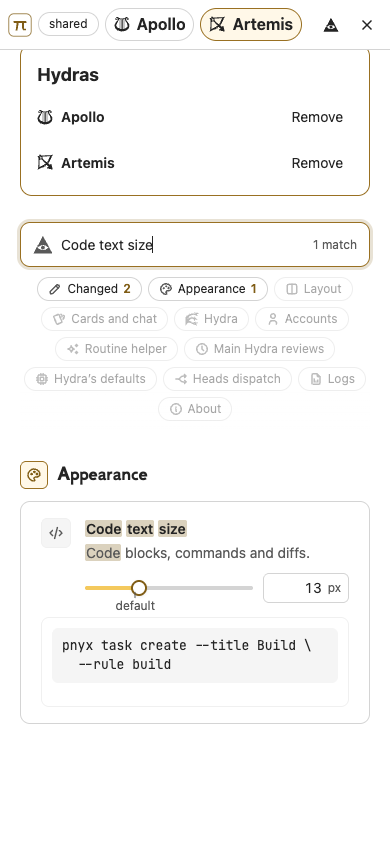 π shared Apollo Artemis
Hydras
Apollo Remove
Artemis Remove
Code text size 1 match
Changed 2 Appearance 1 Layout
Cards and chat Hydra Accounts
Routine helper Main Hydra reviews
Hydra's defaults Heads dispatch Logs
About
Appearance
Code text size
Code blocks, commands and diffs.
13 px
default
pnyx task create --title Build \
--rule build